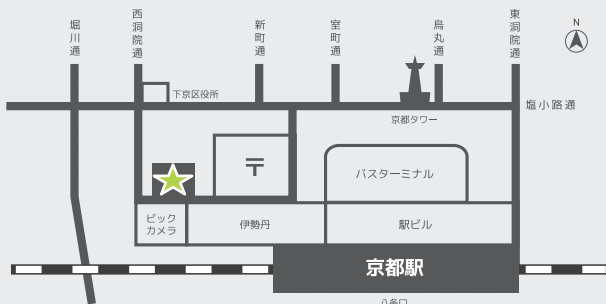 堀川通
西洞院通
新町通
室町通
烏丸通
東洞院通
N
下京区役所
塩小路通
京都タワー
〒
バスターミナル
ビック
カメラ
伊勢丹
駅ビル
京都駅
八条口